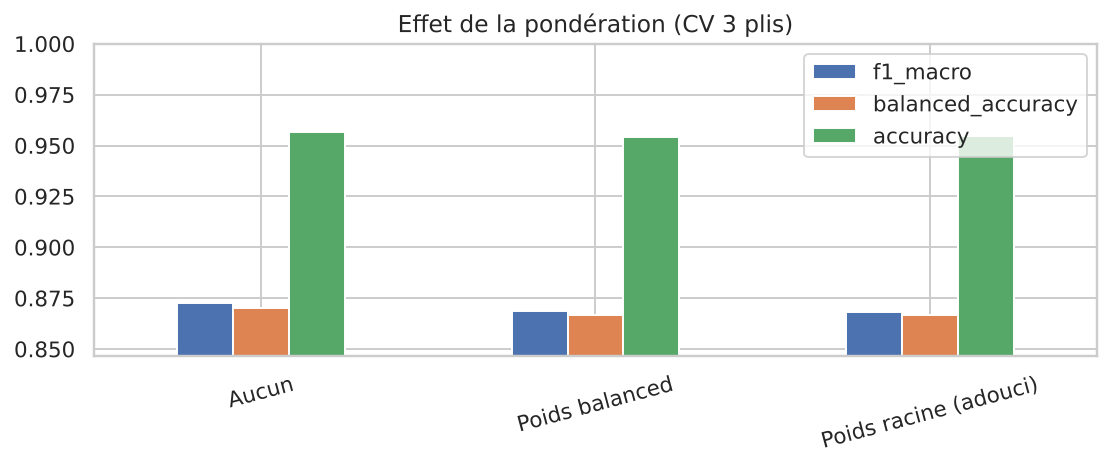 Effet de la pondération (CV 3 plis)
1.000
0.975
0.950
0.925
0.900
0.875
0.850
f1_macro
balanced_accuracy
accuracy
Aucun
Poids balanced
Poids racine (adouci)